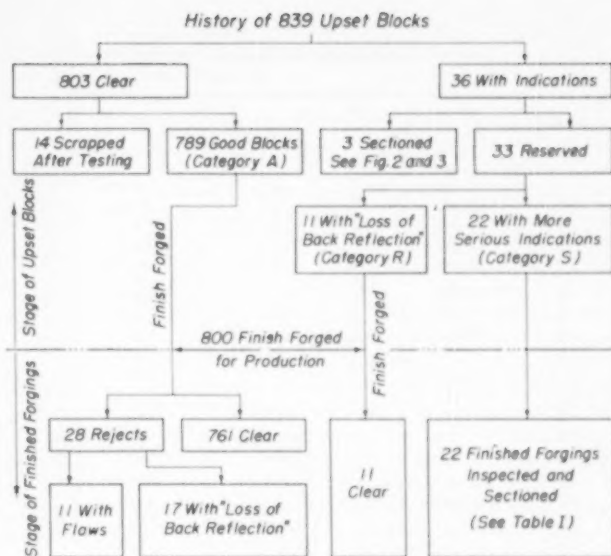 History of 839 Upset Blocks
803 Clear
36 With Indications
14 Scrapped
After Testing
789 Good Blocks
(Category A)
3 Sectioned
See Fig. 2 and 3
33 Reserved
11 With "Loss of
Back Reflection"
(Category R)
22 With More
Serious Indications
(Category S)
Stage of Upset Blocks
Finish Forged
800 Finish Forged
for Production
Finish Forged
Stage of Finished Forgings
28 Rejects
761 Clear
11
Clear
22 Finished Forgings
Inspected and
Sectioned
(See Table I)
11 With
Flaws
17 With "Loss of
Back Reflection"